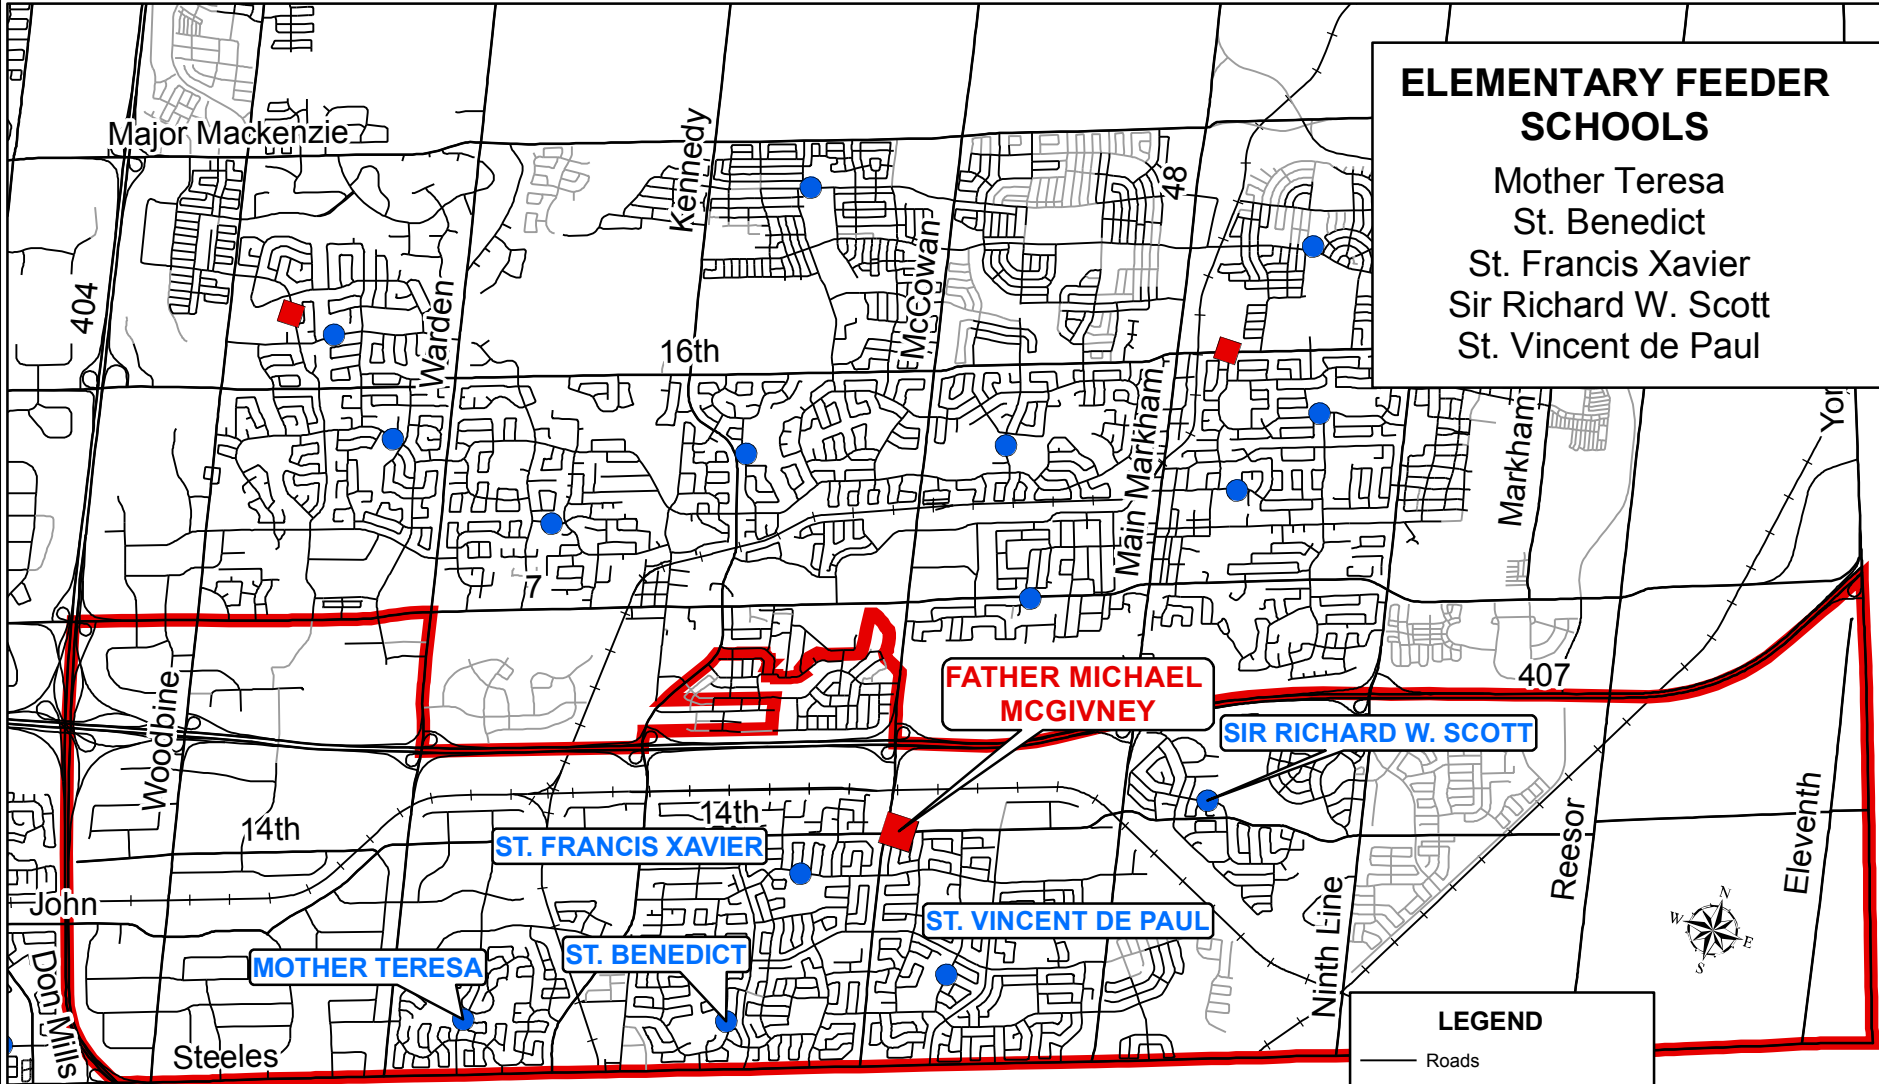 ELEMENTARY FEEDER
SCHOOLS
Mother Teresa
St. Benedict
St. Francis Xavier
Sir Richard W. Scott
St. Vincent de Paul
Major Mackenzie
Kennedy
48
404
Warden
McCowan
16th
Main Markham
Markham
Yor
7
Woodbine
FATHER MICHAEL
MCGIVNEY
407
SIR RICHARD W. SCOTT
14th
14th
ST. FRANCIS XAVIER
Reesor
Eleventh
John
ST. VINCENT DE PAUL
Ninth Line
N
W
E
S
Don Mills
MOTHER TERESA
ST. BENEDICT
Steeles
LEGEND
Roads